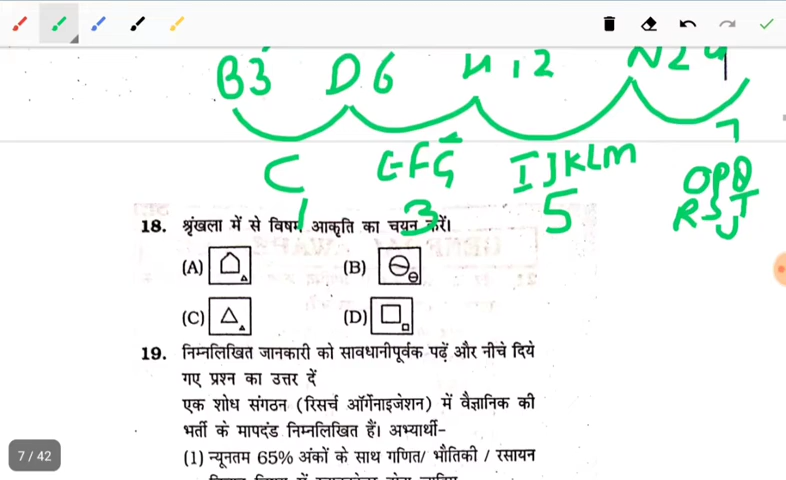 B3 D6 H12 N24
C EFG IJKLM OPQ
1 3 5 7
RST
U
18. श्रृंखला में से विषम आकृति का चयन करें।
(A) (B)
(C) (D)
19. निम्नलिखित जानकारी को सावधानीपूर्वक पढ़ें और नीचे दिये
गए प्रश्न का उत्तर दें
एक शोध संगठन (रिसर्च ऑर्गेनाइजेशन) में वैज्ञानिक की
भर्ती के मापदंड निम्नलिखित हैं। अभ्यार्थी-
(1) न्यूनतम 65% अंकों के साथ गणित/ भौतिकी / रसायन
7 / 42